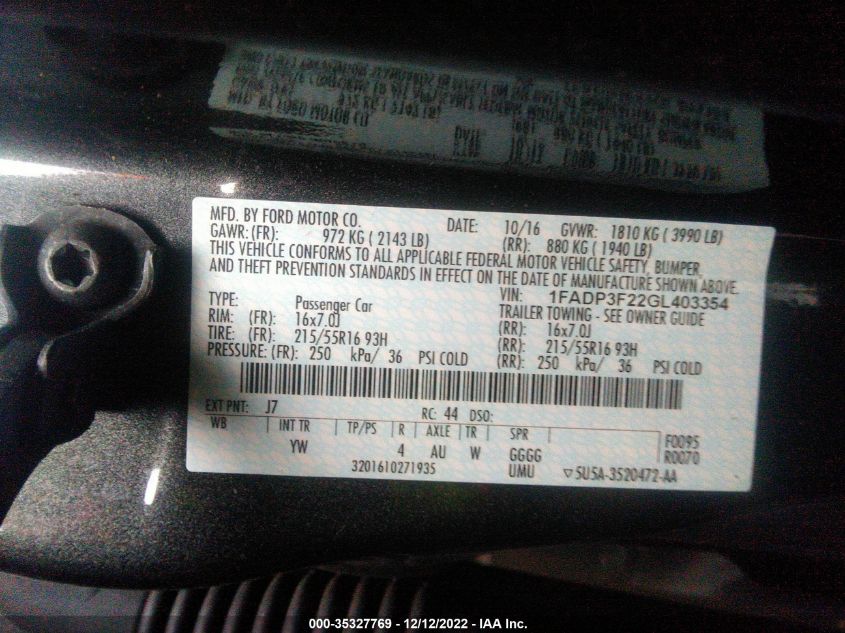 MFD. BY FORD MOTOR CO.
DATE: 10/16 GVWR: 1810 KG ( 3990 LB)
GAWR:(FR): 972 KG ( 2143 LB) (RR): 880 KG ( 1940 LB)
THIS VEHICLE CONFORMS TO ALL APPLICABLE FEDERAL MOTOR VEHICLE SAFETY, BUMPER,
AND THEFT PREVENTION STANDARDS IN EFFECT ON THE DATE OF MANUFACTURE SHOWN ABOVE.
VIN: 1FADP3F22GL403354
TYPE: Passenger Car TRAILER TOWING - SEE OWNER GUIDE
RIM: (FR): 16x7.0J (RR): 16x7.0J
TIRE: (FR): 215/55R16 93H (RR): 215/55R16 93H
PRESSURE: (FR): 250 kPa/ 36 PSI COLD (RR): 250 kPa/ 36 PSI COLD
EXT PNT: J7 RC: 44 DSO:
WB INT TR TP/PS R AXLE TR SPR F0095
YW 4 AU W GGGG R0070
3201610271935 UMU ▽5U5A-3520472-AA
000-35327769 - 12/12/2022 - IAA Inc.